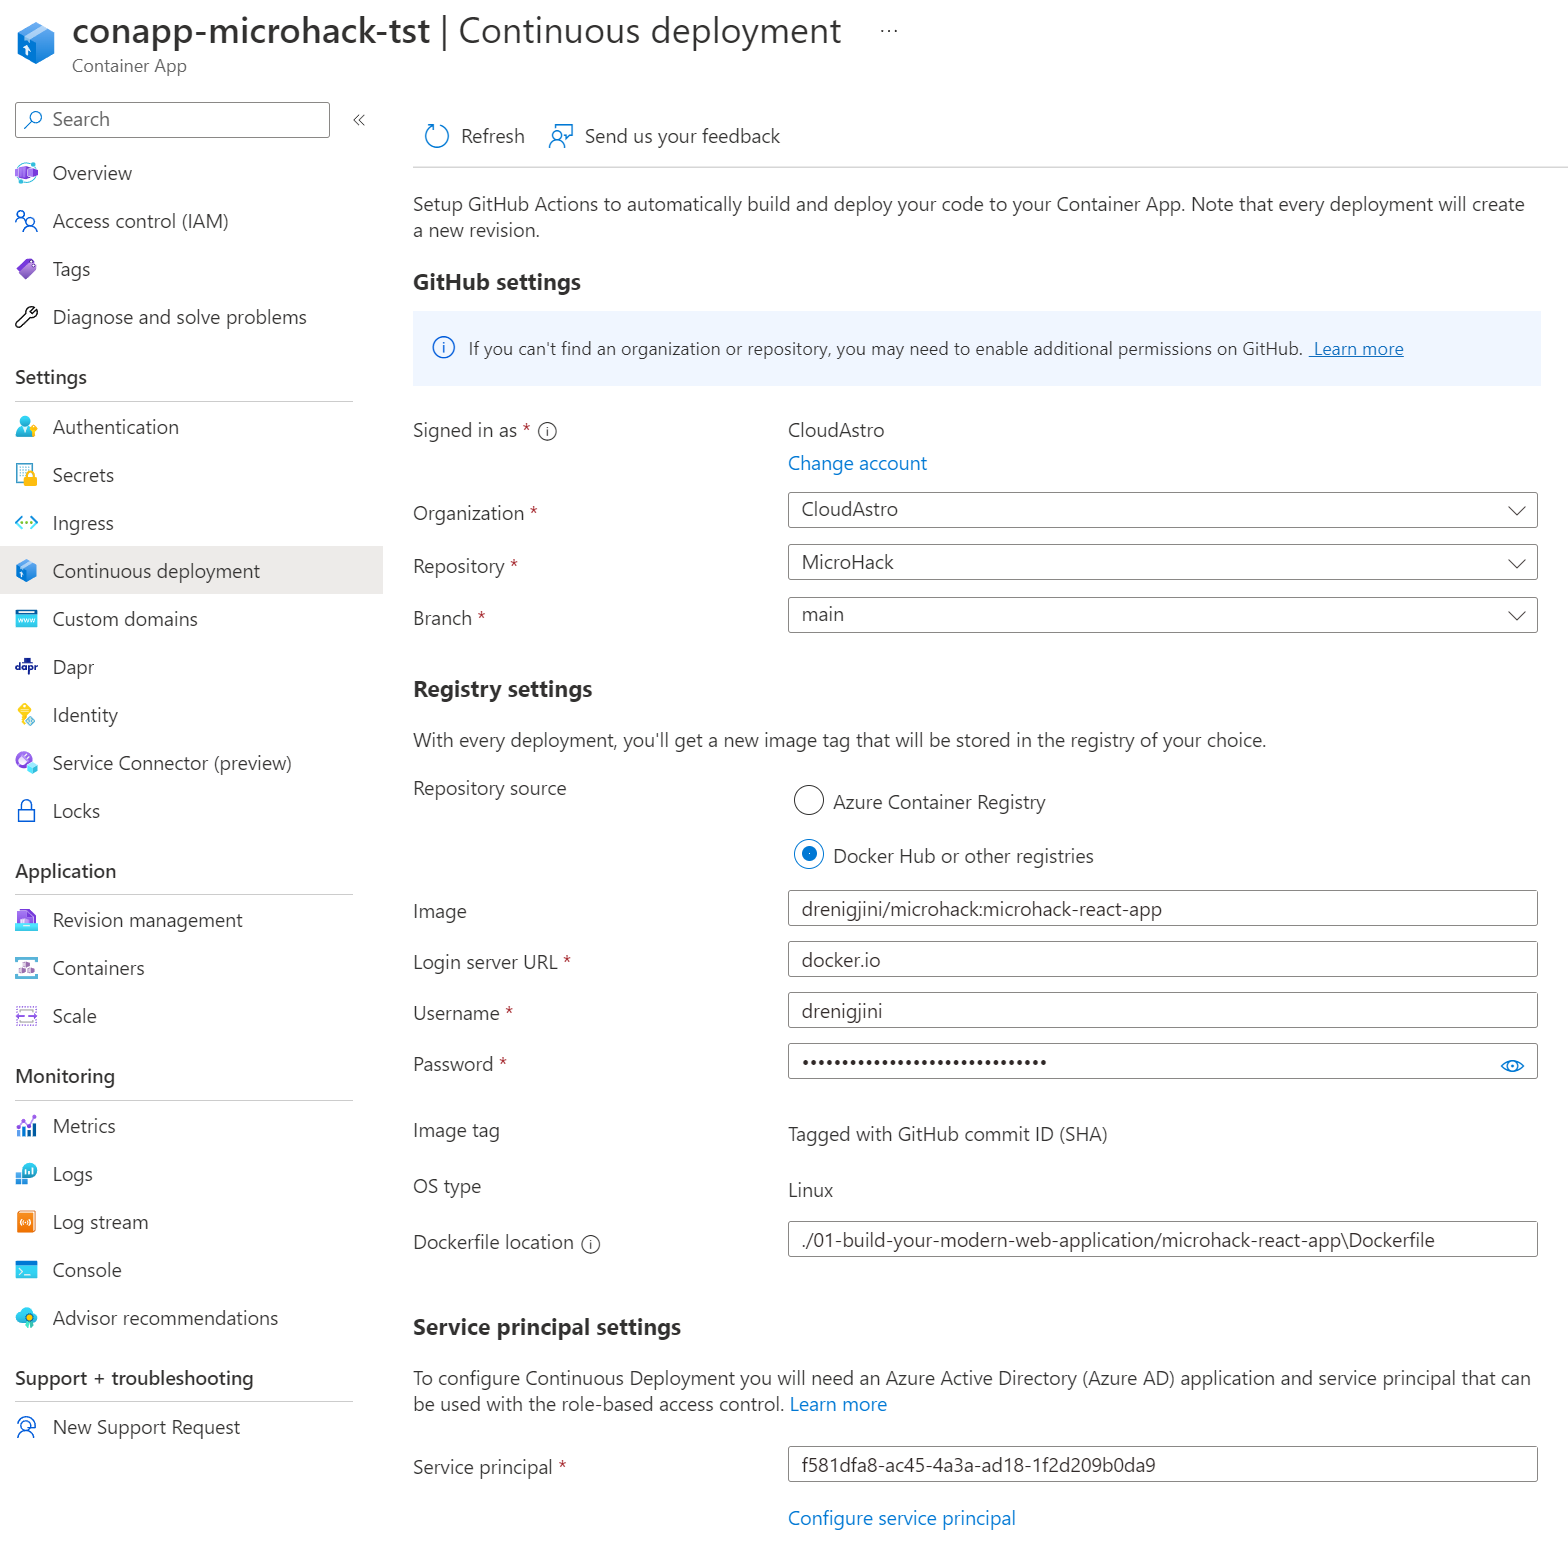 conapp-microhack-tst | Continuous deployment ...
Container App
Search «
Overview
Access control (IAM)
Tags
Diagnose and solve problems
Settings
Authentication
Secrets
Ingress
Continuous deployment
www Custom domains
dapr Dapr
Identity
Service Connector (preview)
Locks
Application
Revision management
Containers
Scale
Monitoring
Metrics
Logs
Log stream
Console
Advisor recommendations
Support + troubleshooting
New Support Request
Refresh Send us your feedback
Setup GitHub Actions to automatically build and deploy your code to your Container App. Note that every deployment will create
a new revision.
GitHub settings
If you can't find an organization or repository, you may need to enable additional permissions on GitHub. Learn more
Signed in as * CloudAstro
Change account
Organization * CloudAstro
Repository * MicroHack
Branch * main
Registry settings
With every deployment, you'll get a new image tag that will be stored in the registry of your choice.
Repository source Azure Container Registry
Docker Hub or other registries
Image drenigjini/microhack:microhack-react-app
Login server URL * docker.io
Username * drenigjini
Password * •••••••••••••••••••••••••••••••
Image tag Tagged with GitHub commit ID (SHA)
OS type Linux
Dockerfile location ./01-build-your-modern-web-application/microhack-react-app\Dockerfile
Service principal settings
To configure Continuous Deployment you will need an Azure Active Directory (Azure AD) application and service principal that can
be used with the role-based access control. Learn more
Service principal * f581dfa8-ac45-4a3a-ad18-1f2d209b0da9
Configure service principal